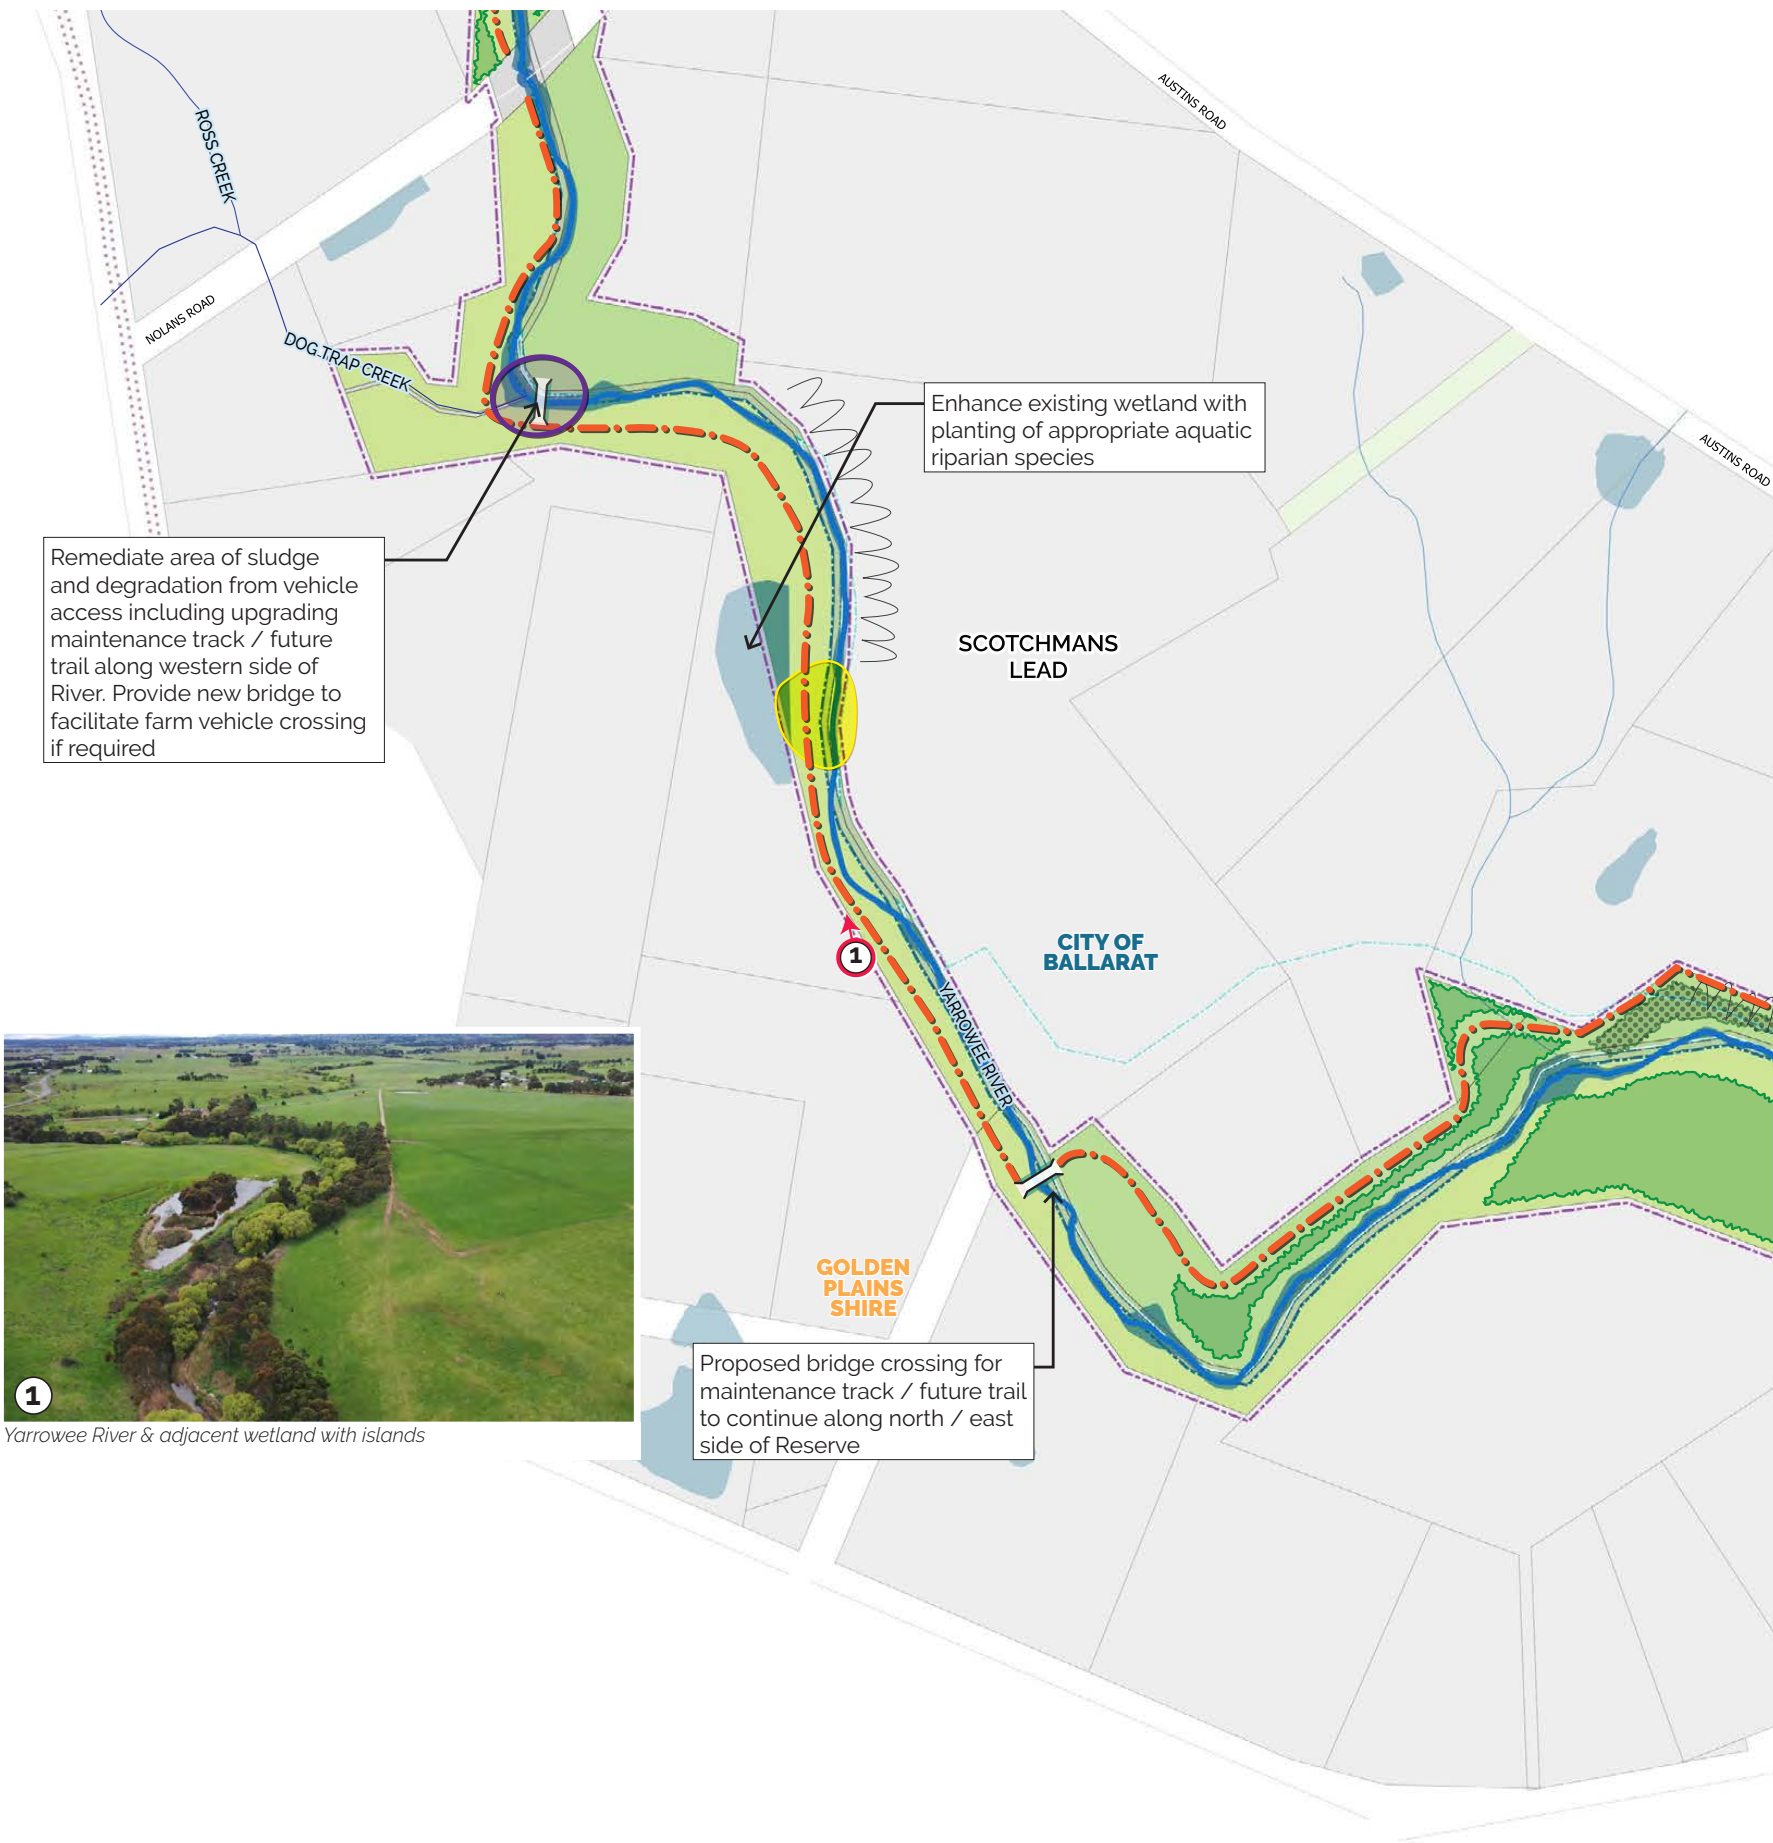 AUSTINS ROAD
ROSS CREEK
NOLANS ROAD
DOG TRAP CREEK
Enhance existing wetland with
planting of appropriate aquatic
riparian species
AUSTINS ROAD
Remediate area of sludge
and degradation from vehicle
access including upgrading
maintenance track / future
trail along western side of
River. Provide new bridge to
facilitate farm vehicle crossing
if required
SCOTCHMANS
LEAD
CITY OF
BALLARAT
1
YARROWEE RIVER
GOLDEN
PLAINS
SHIRE
Proposed bridge crossing for
maintenance track / future trail
to continue along north / east
side of Reserve
1
Yarrowee River & adjacent wetland with islands